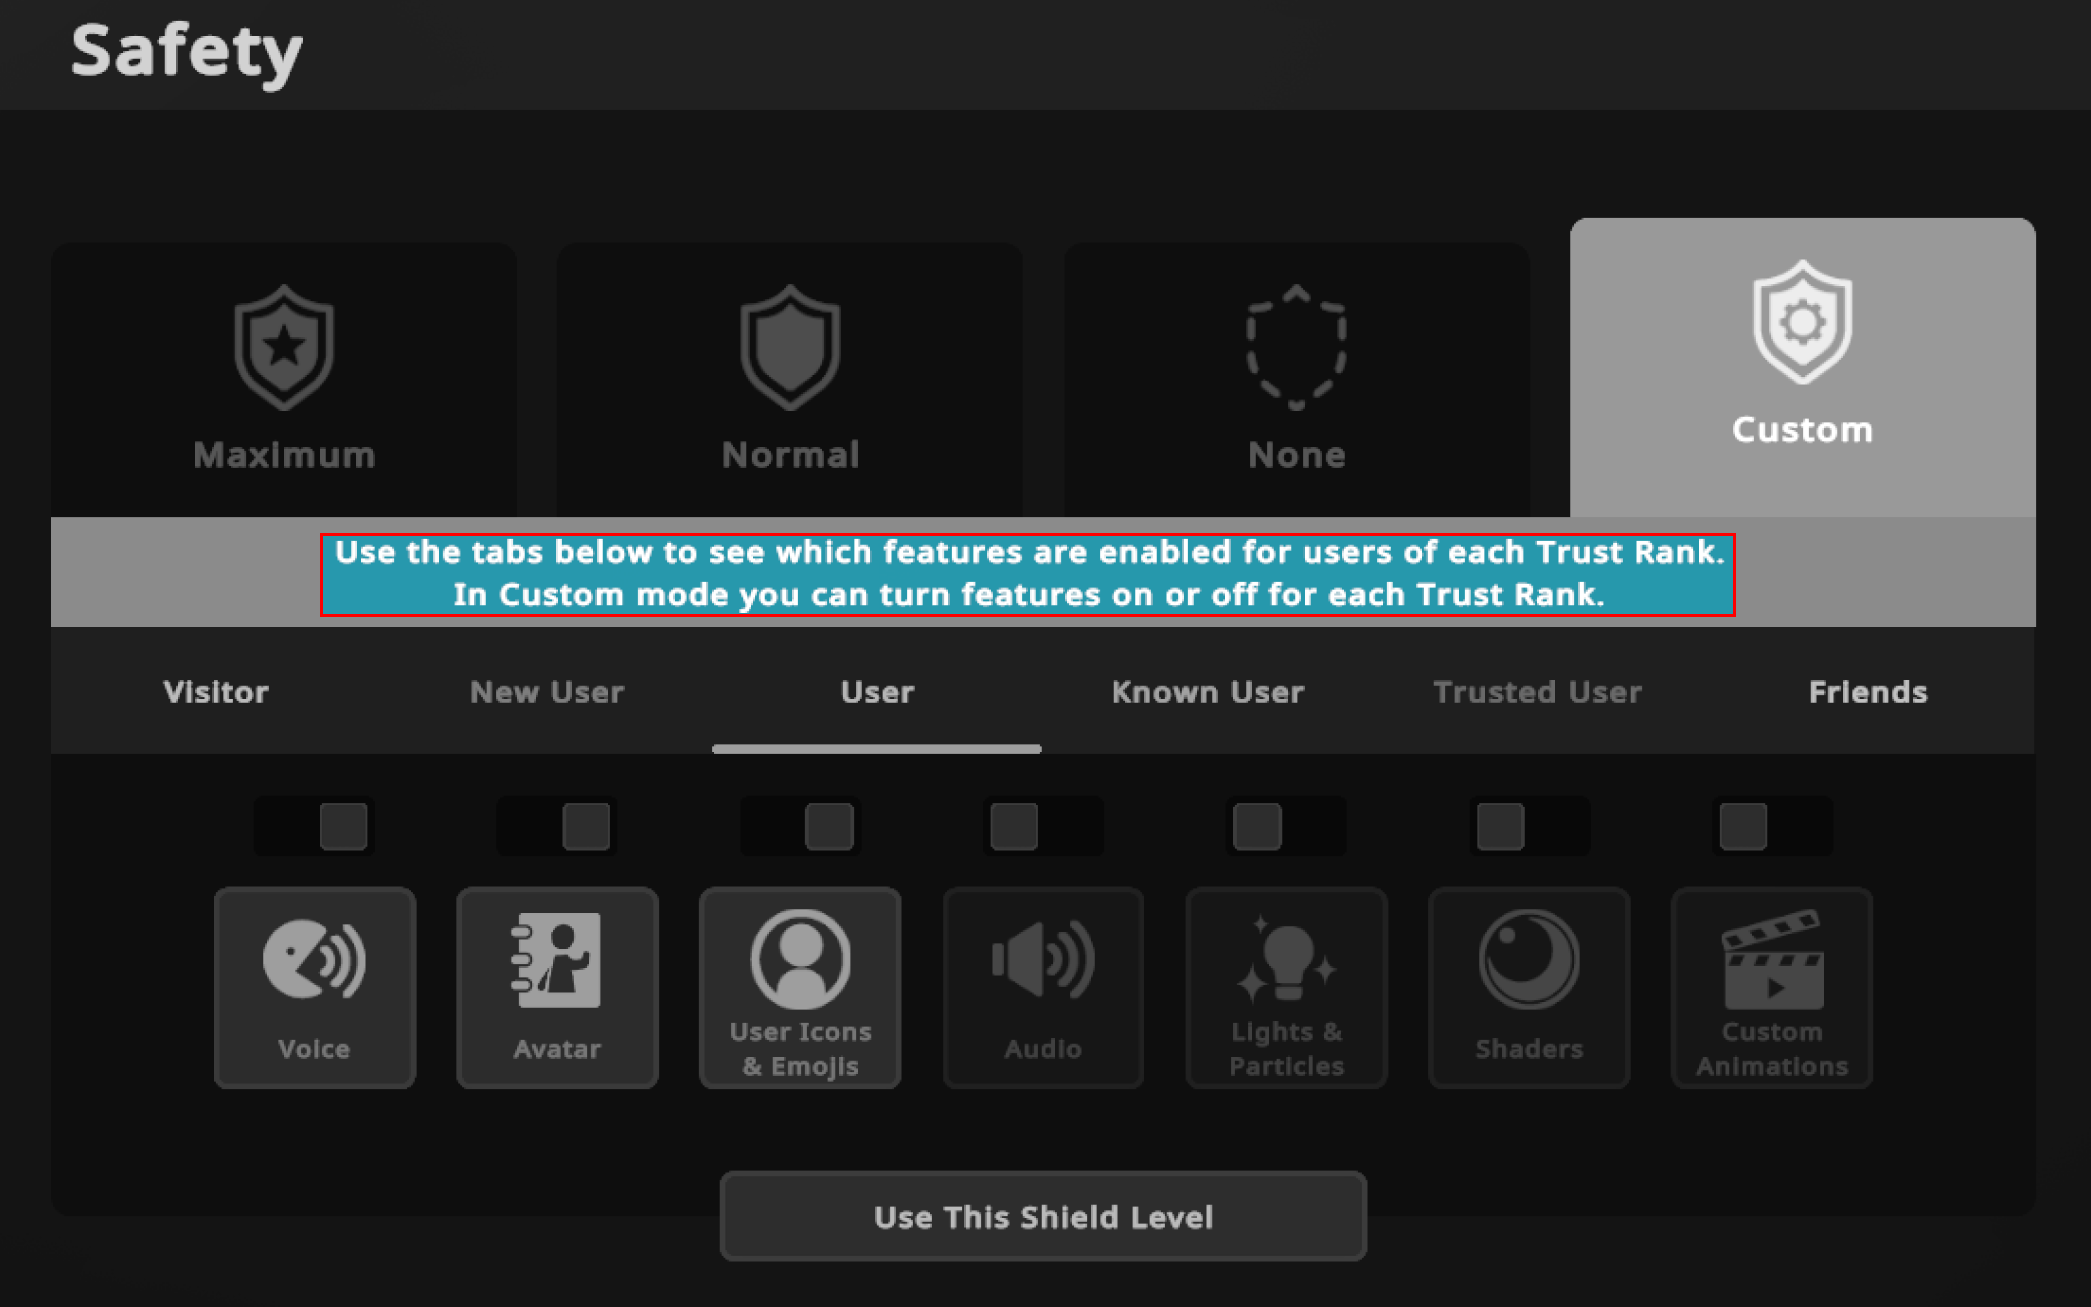 Safety
Maximum
Normal
None
Custom
Use the tabs below to see which features are enabled for users of each Trust Rank.
In Custom mode you can turn features on or off for each Trust Rank.
Visitor
New User
User
Known User
Trusted User
Friends
Voice
Avatar
User Icons
& Emojis
Audio
Lights &
Particles
Shaders
Custom
Animations
Use This Shield Level